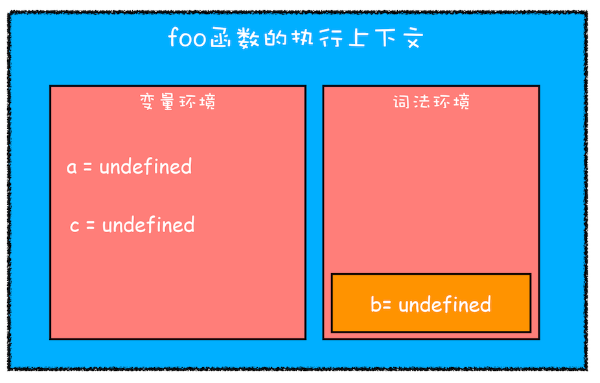 foo函数的执行上下文
变量环境
a = undefined
c = undefined
词法环境
b= undefined